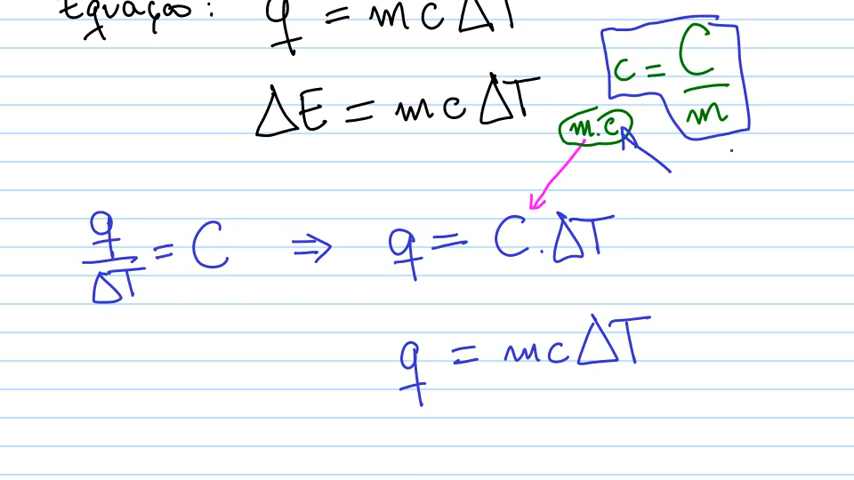 Equação: q = mcΔT
c = C/m
ΔE = mcΔT
m.c
q/ΔT = C ⇒ q = C.ΔT
q = mcΔT